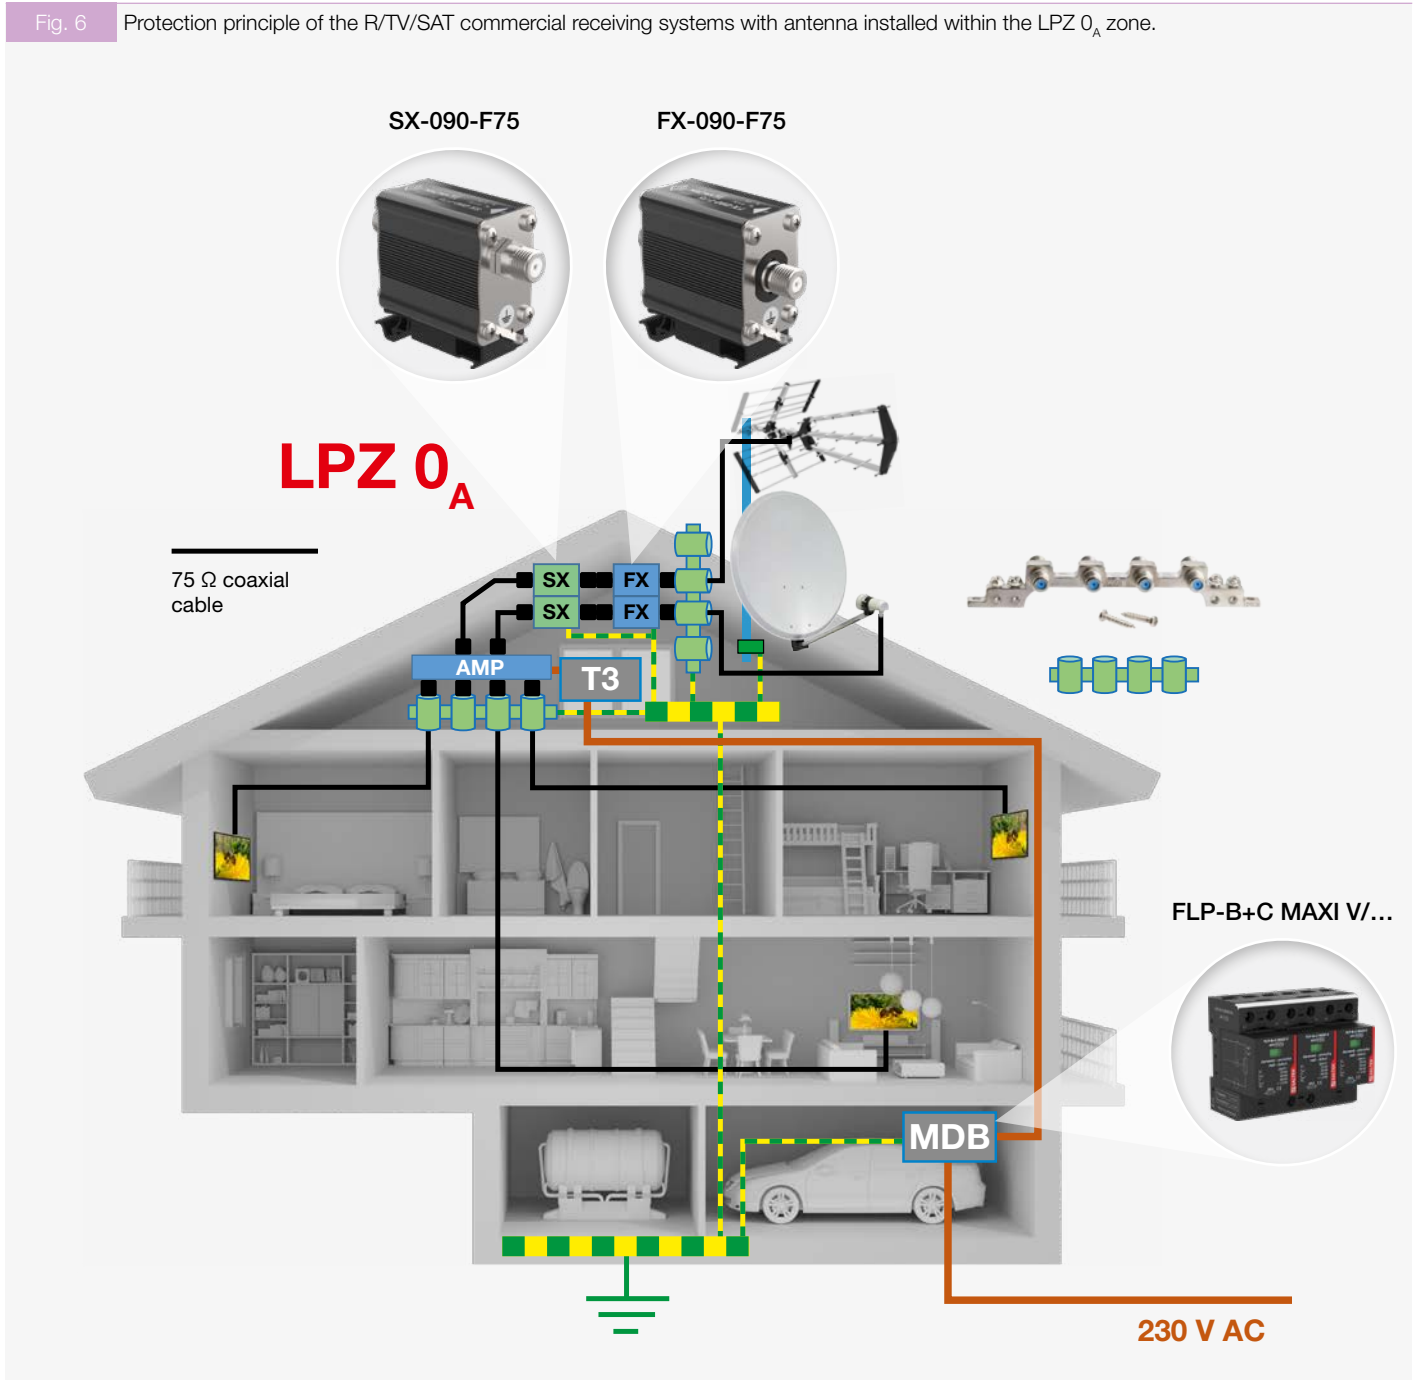 Fig. 6
Protection principle of the R/TV/SAT commercial receiving systems with antenna installed within the LPZ 0A zone.
SX-090-F75
FX-090-F75
LPZ 0A
75 Ω coaxial
cable
SX
FX
SX
FX
AMP
T3
FLP-B+C MAXI V/...
MDB
230 V AC